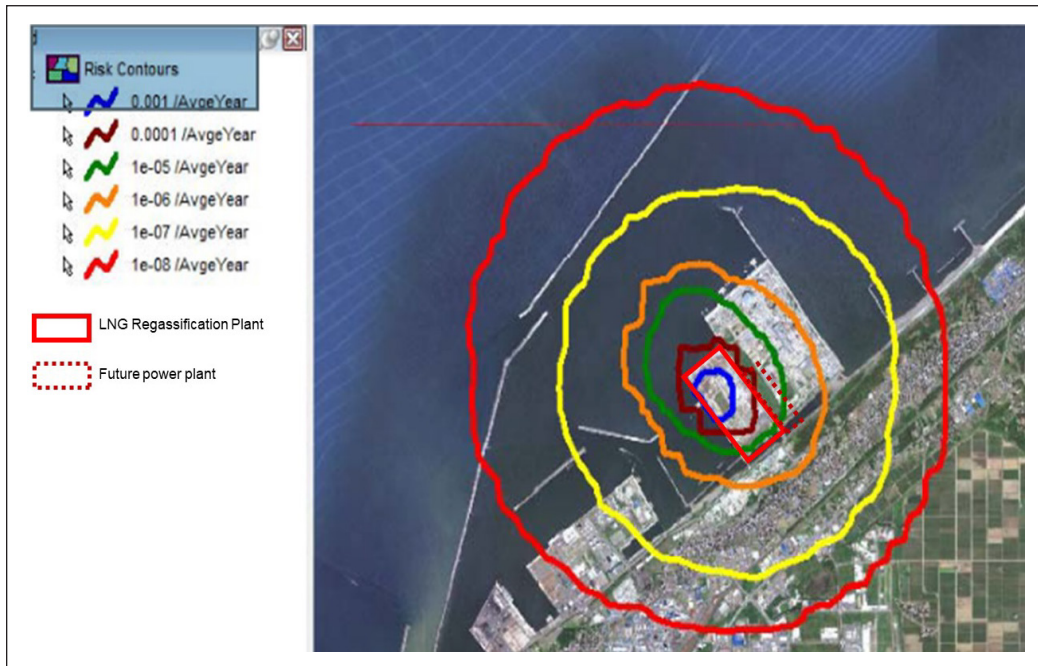 Risk Contours
0.001 /AvgeYear
0.0001 /AvgeYear
1e-05 /AvgeYear
1e-06 /AvgeYear
1e-07 /AvgeYear
1e-08 /AvgeYear
LNG Regassification Plant
Future power plant